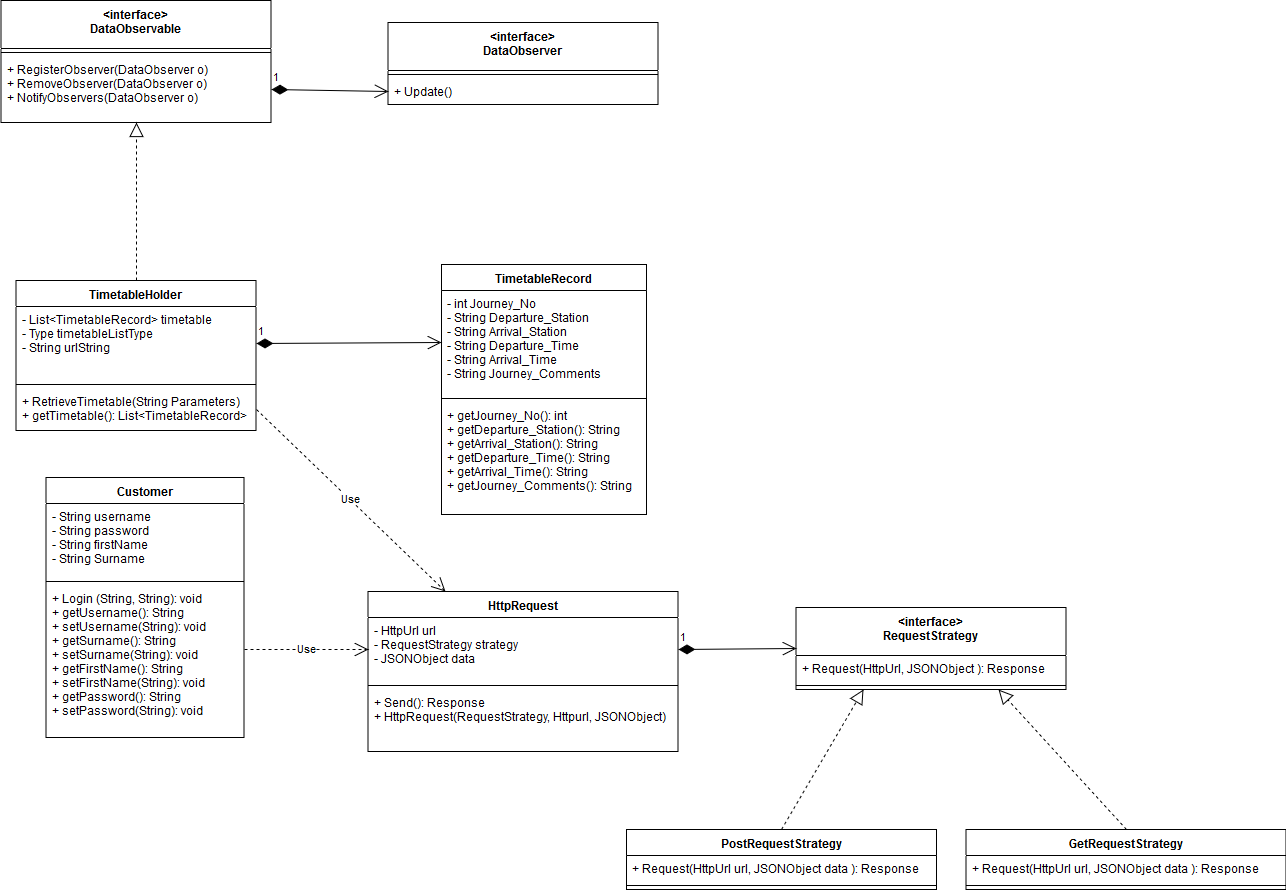 <interface>
DataObservable
+ RegisterObserver(DataObserver o)
+ RemoveObserver(DataObserver o)
+ NotifyObservers(DataObserver o)
1
<interface>
DataObserver
+ Update()
TimetableHolder
- List<TimetableRecord> timetable
- Type timetableListType
- String urlString
+ RetrieveTimetable(String Parameters)
+ getTimetable(): List<TimetableRecord>
1
TimetableRecord
- int Journey_No
- String Departure_Station
- String Arrival_Station
- String Departure_Time
- String Arrival_Time
- String Journey_Comments
+ getJourney_No(): int
+ getDeparture_Station(): String
+ getArrival_Station(): String
+ getDeparture_Time(): String
+ getArrival_Time(): String
+ getJourney_Comments(): String
Use
Customer
- String username
- String password
- String firstName
- String Surname
+ Login (String, String): void
+ getUsername(): String
+ setUsername(String): void
+ getSurname(): String
+ setSurname(String): void
+ getFirstName(): String
+ setFirstName(String): void
+ getPassword(): String
+ setPassword(String): void
Use
HttpRequest
- HttpUrl url
- RequestStrategy strategy
- JSONObject data
+ Send(): Response
+ HttpRequest(RequestStrategy, Httpurl, JSONObject)
1
<interface>
RequestStrategy
+ Request(HttpUrl, JSONObject ): Response
PostRequestStrategy
+ Request(HttpUrl url, JSONObject data ): Response
GetRequestStrategy
+ Request(HttpUrl url, JSONObject data ): Response